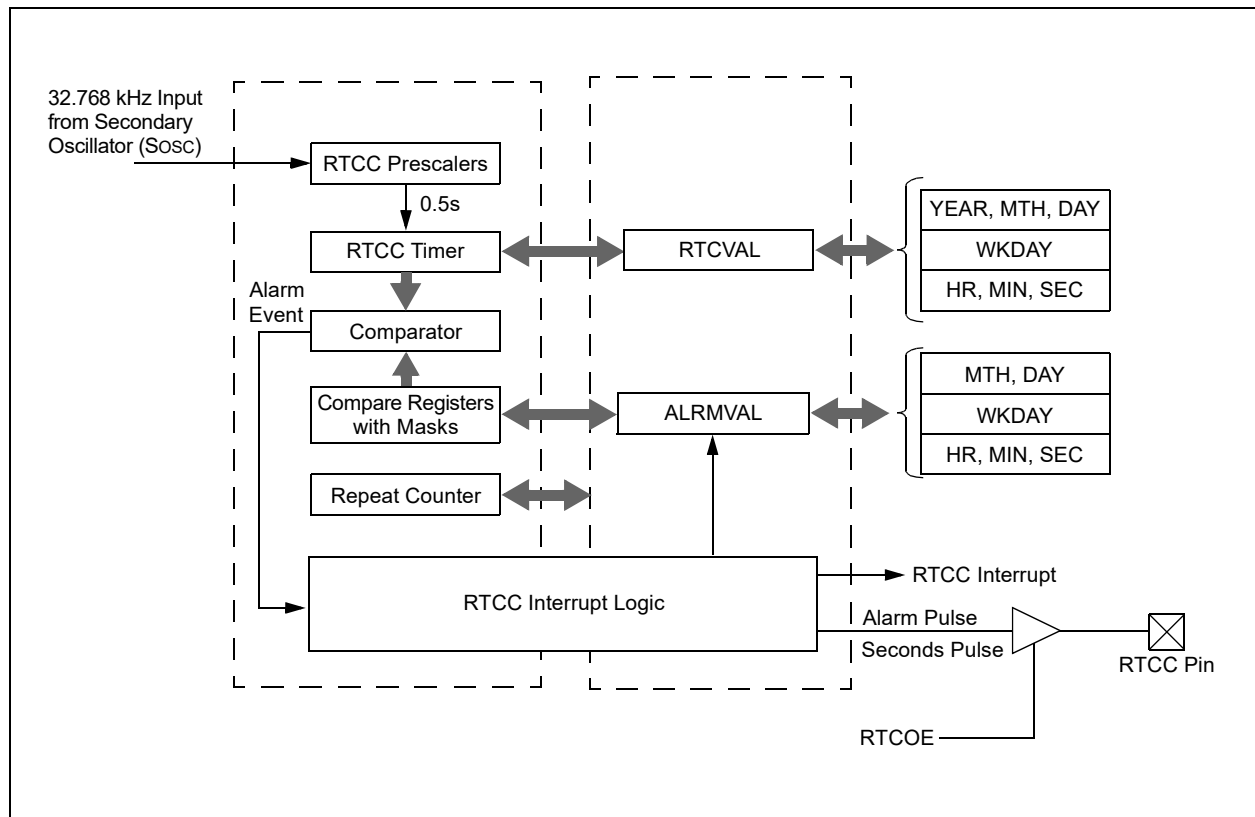 32.768 kHz Input
from Secondary
Oscillator (SOSC)
RTCC Prescalers
0.5s
RTCC Timer
RTCVAL
YEAR, MTH, DAY
WKDAY
HR, MIN, SEC
Alarm
Event
Comparator
Compare Registers
with Masks
ALRMVAL
MTH, DAY
WKDAY
HR, MIN, SEC
Repeat Counter
RTCC Interrupt Logic
RTCC Interrupt
Alarm Pulse
Seconds Pulse
RTCC Pin
RTCOE